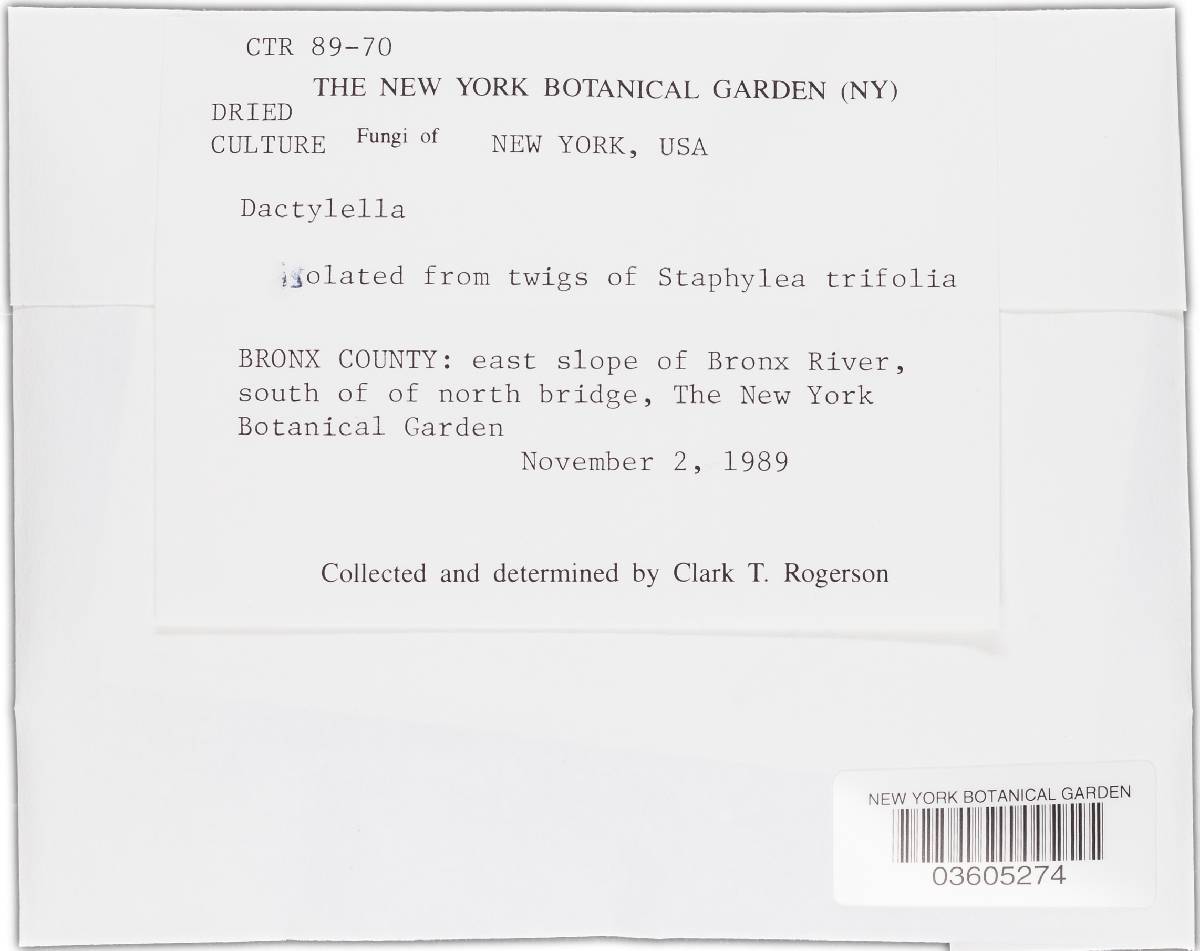 CTR 89-70
THE NEW YORK BOTANICAL GARDEN (NY)
DRIED
CULTURE Fungi of NEW YORK, USA
Dactylella
isolated from twigs of Staphylea trifolia
BRONX COUNTY: east slope of Bronx River,
south of of north bridge, The New York
Botanical Garden
November 2, 1989
Collected and determined by Clark T. Rogerson
NEW YORK BOTANICAL GARDEN
03605274